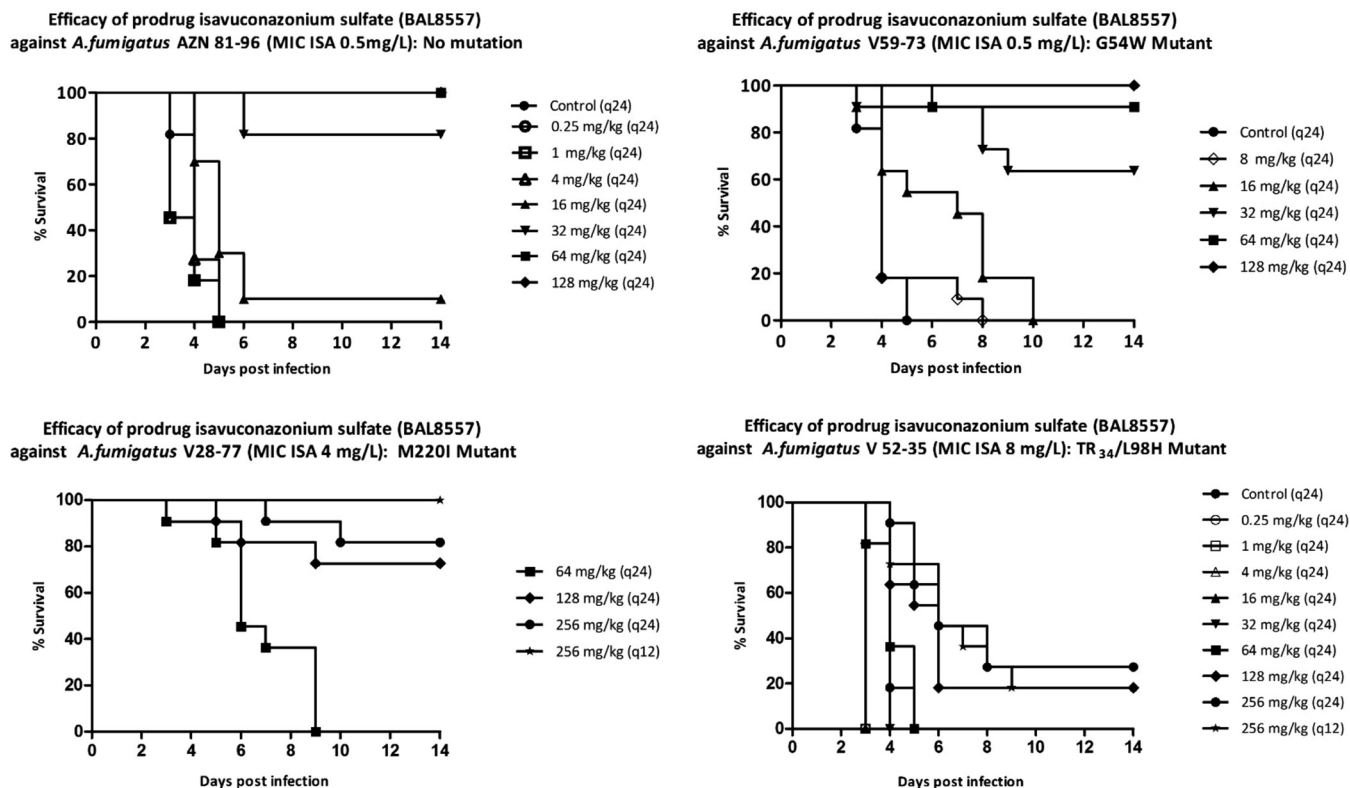 Efficacy of prodrug isavuconazonium sulfate (BAL8557)
against A.fumigatus AZN 81-96 (MIC ISA 0.5mg/L): No mutation
% Survival
100
80
60
40
20
0
0 2 4 6 8 10 12 14
Days post infection
Control (q24)
0.25 mg/kg (q24)
1 mg/kg (q24)
4 mg/kg (q24)
16 mg/kg (q24)
32 mg/kg (q24)
64 mg/kg (q24)
128 mg/kg (q24)
Efficacy of prodrug isavuconazonium sulfate (BAL8557)
against A.fumigatus V59-73 (MIC ISA 0.5 mg/L): G54W Mutant
% Survival
100
80
60
40
20
0
0 2 4 6 8 10 12 14
Days post infection
Control (q24)
8 mg/kg (q24)
16 mg/kg (q24)
32 mg/kg (q24)
64 mg/kg (q24)
128 mg/kg (q24)
Efficacy of prodrug isavuconazonium sulfate (BAL8557)
against A.fumigatus V28-77 (MIC ISA 4 mg/L): M220I Mutant
% Survival
100
80
60
40
20
0
0 2 4 6 8 10 12 14
Days post infection
64 mg/kg (q24)
128 mg/kg (q24)
256 mg/kg (q24)
256 mg/kg (q12)
Efficacy of prodrug isavuconazonium sulfate (BAL8557)
against A.fumigatus V 52-35 (MIC ISA 8 mg/L): TR34/L98H Mutant
% Survival
100
80
60
40
20
0
0 2 4 6 8 10 12 14
Days post infection
Control (q24)
0.25 mg/kg (q24)
1 mg/kg (q24)
4 mg/kg (q24)
16 mg/kg (q24)
32 mg/kg (q24)
64 mg/kg (q24)
128 mg/kg (q24)
256 mg/kg (q24)
256 mg/kg (q12)